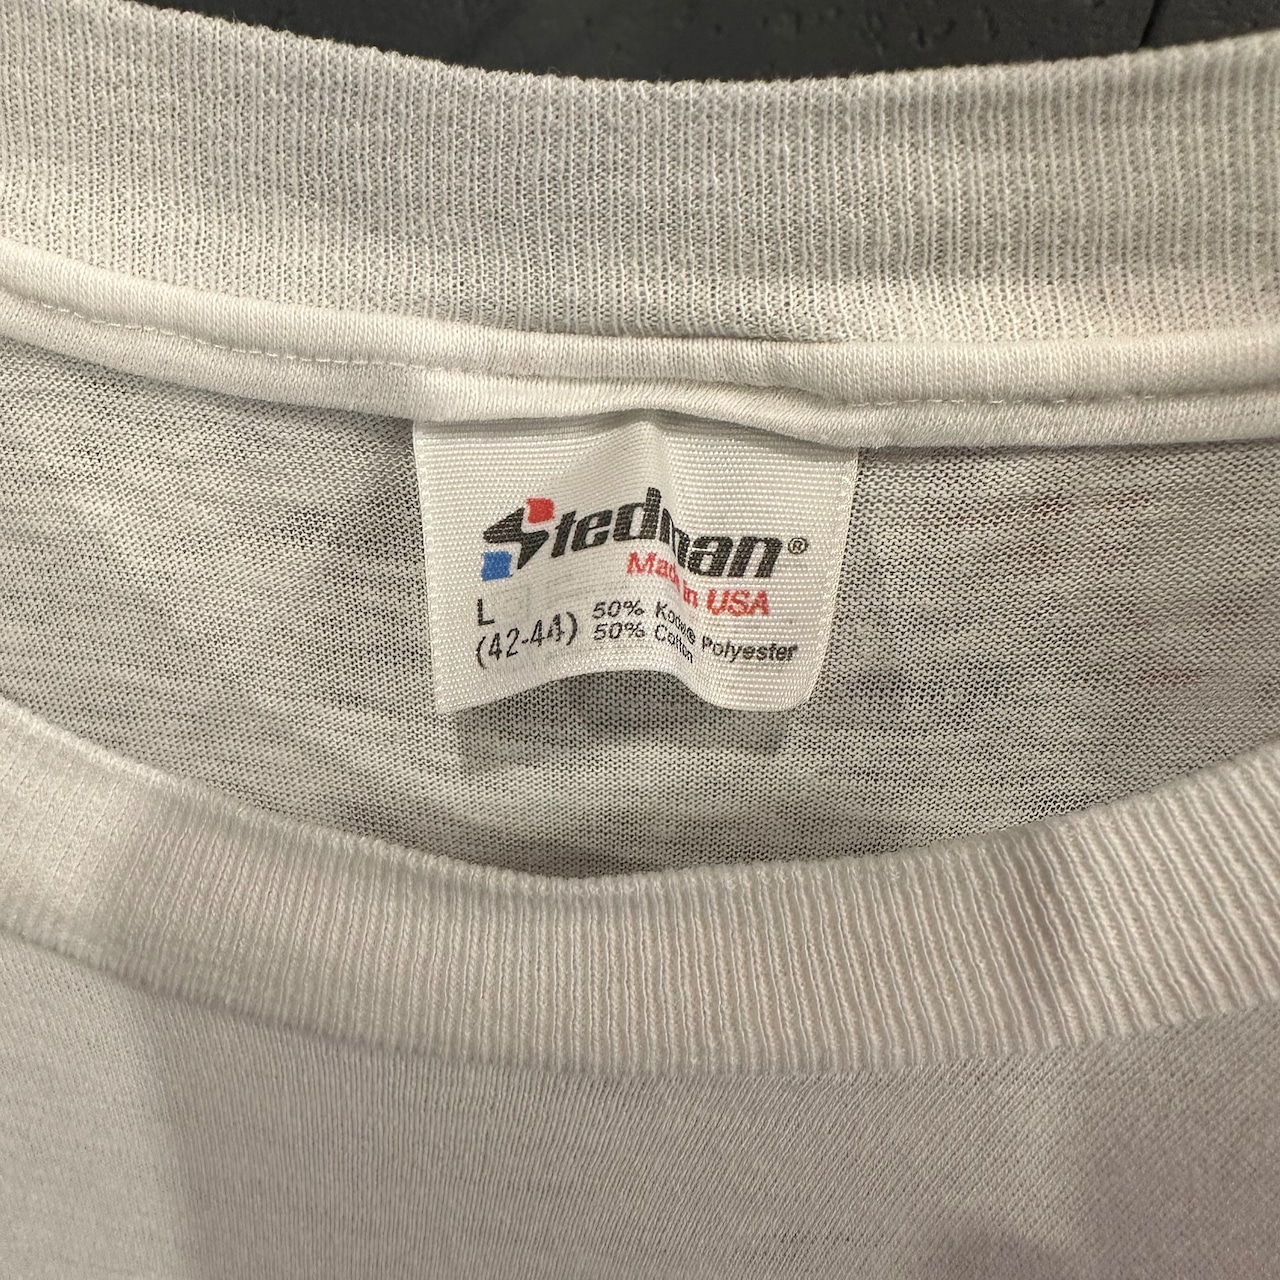 Stedman®
Made in USA
L
(42-44)
50% Kodel® Polyester
50% Cotton